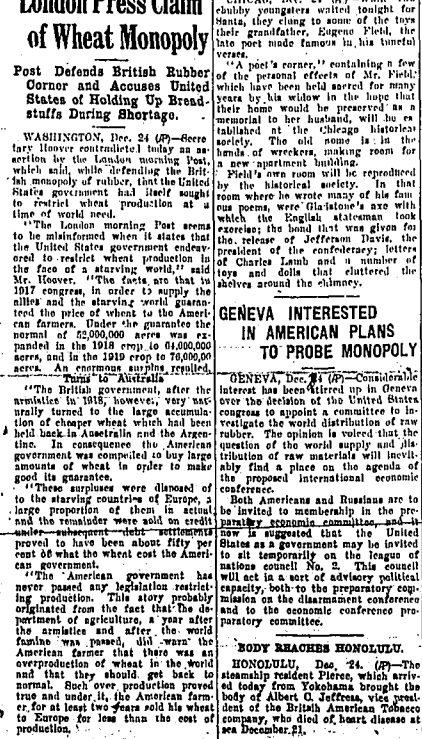 London Press Claim
of Wheat Monopoly
Post Defends British Rubber
Corner and Accuses United
States of Holding Up Bread-
stuffs During Shortage.
WASHINGTON, Dec. 24 (AP)—Secre
tary Hoover contradicted today an as-
sertion by the London morning Post,
which said, while defending the Brit-
ish monopoly of rubber, that the United
States government had itself sought
to restrict wheat production at a
time of world need.
"The London morning Post seems
to be misinformed when it states that
the United States government endeav-
ored to restrict wheat production in
the face of a starving world," said
Mr. Hoover. "The facts are that in
1917 congress, in order to supply the
allies and the starving world guaran-
teed the price of wheat to the Ameri-
can farmers. Under the guarantee the
normal of 52,000,000 acres was ex-
panded in the 1918 crop to 64,000,000
acres, and in the 1919 crop to 76,000,00
acres. An enormous surplus resulted.
Turns to Australia
"The British government, after the
armistice in 1918, however, very nat-
urally turned to the large accumula-
tion of cheaper wheat which had been
held back in Australia and the Argen-
tine. In consequence the American
government was compelled to buy large
amounts of wheat in order to make
good its guarantee.
"These surpluses were disposed of
to the starving countries of Europe, a
large proportion of them in actual
and the remainder were sold on credit
under subsequent debt settlements
proved to have been about fifty per
cent of what the wheat cost the Ameri-
can government.
"The American government has
never passed any legislation restrict-
ing production. This story probably
originated from the fact that the de-
partment of agriculture, a year after
the armistice and after the world
famine was passed, did warn the
American farmer that there was an
overproduction of wheat in the world
and that they should get back to
normal. Such over production proved
true and under it, the American farm-
er for at least two years sold his wheat
to Europe for less than the cost of
production.
chubby youngsters waited tonight for
Santa, they clung to some of the toys
their grandfather, Eugene Field, the
late poet made famous in his tuneful
verses.
"A poet's corner," containing a few
of the personal effects of Mr. Field,
which have been held sacred for many
years by his widow in the hope that
their home would be preserved as a
memorial to her husband, will be es
tablished at the Chicago historical
society. The old home is in the
hands of wreckers, making room for
a new apartment building.
Field's own room will be reproduced
by the historical society. In that
room where he wrote many of his fam
ous poems, were Gladstone's axe with
which the English statesman took
exercise; the bond that was given for
the release of Jefferson Davis, the
president of the confederacy; letters
of Charles Lamb and a number of
toys and dolls that cluttered the
shelves around the chimney.
GENEVA INTERESTED
IN AMERICAN PLANS
TO PROBE MONOPOLY
GENEVA, Dec. 24 (AP)—Considerable
interest has been stirred up in Geneva
over the decision of the United States
congress to appoint a committee to in-
vestigate the world distribution of raw
rubber. The opinion is voiced that the
question of the world supply and dis-
tribution of raw materials will inevit-
ably find a place on the agenda of
the proposed international economic
conference.
Both Americans and Russians are to
be invited to membership in the pre-
paratory economic committee, and it
now is suggested that the United
States as a government may be invited
to sit temporarily on the league of
nations council No. 2. This council
will act in a sort of advisory political
capacity, both to the preparatory com-
mission on the disarmament conference
and to the economic conference pre-
paratory committee.
BODY REACHES HONOLULU.
HONOLULU, Dec. 24. (AP)—The
steamship resident Pierce, which arriv-
ed today from Yokohama brought the
body of Albert G. Jeffress, vice presi-
dent of the British American Tobacco
company, who died of heart disease at
sea December 21.